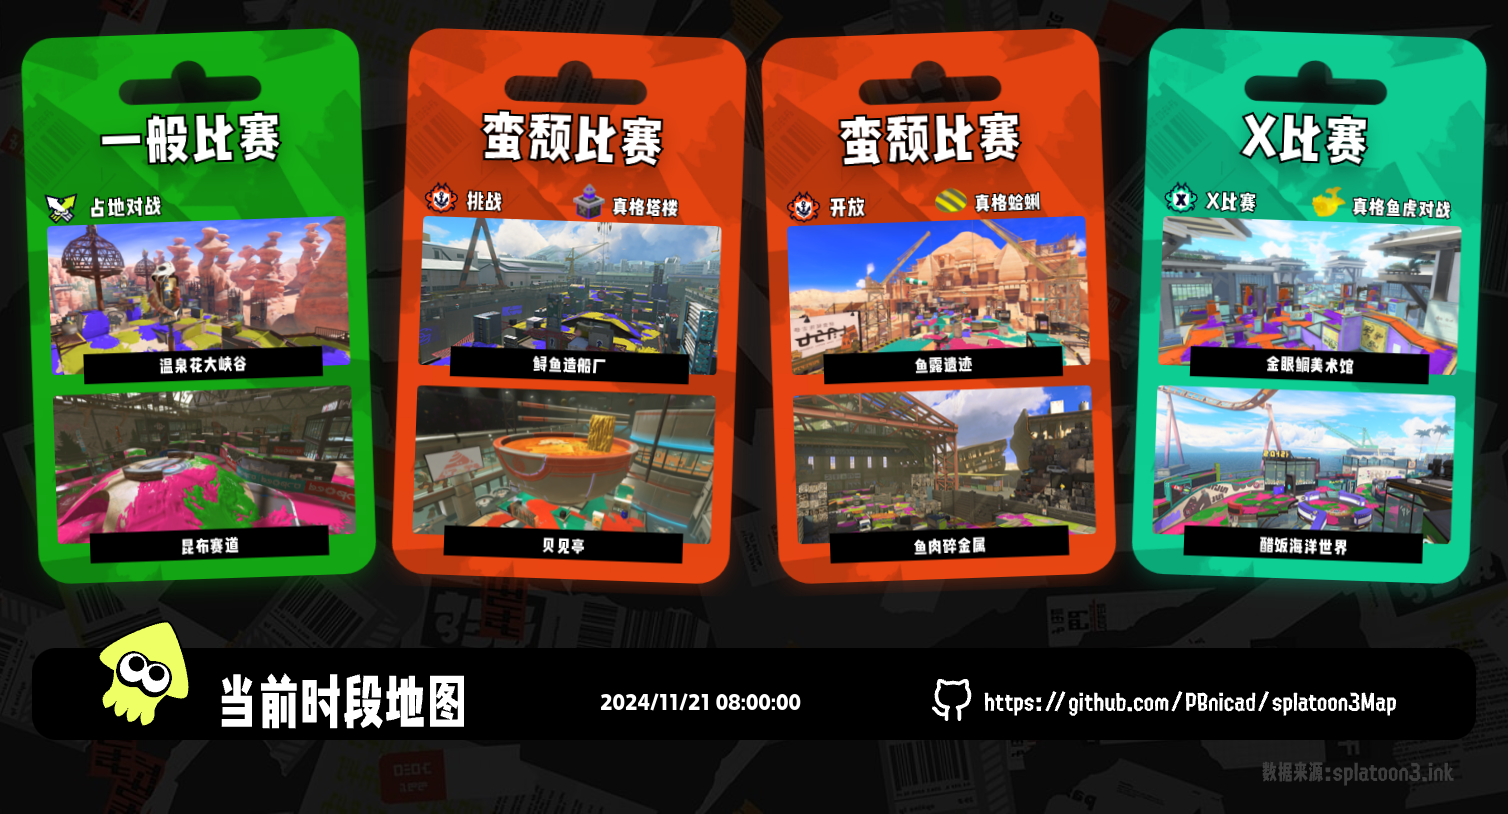 一般比赛
占地对战
温泉花大峡谷
昆布赛道
蛮颓比赛
挑战
真格塔楼
鲟鱼造船厂
贝见亭
蛮颓比赛
开放
真格蛤蜊
鱼露遗迹
鱼肉碎金属
X比赛
X比赛
真格鱼虎对战
金眼鲷美术馆
醋饭海洋世界
当前时段地图
2024/11/21 08:00:00
https://github.com/PBnicad/splatoon3Map
数据来源:splatoon3.ink